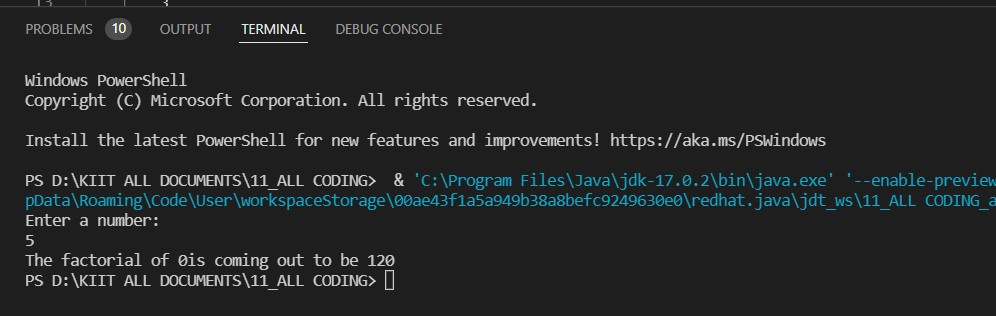 PROBLEMS 10 OUTPUT TERMINAL DEBUG CONSOLE
Windows PowerShell
Copyright (C) Microsoft Corporation. All rights reserved.
Install the latest PowerShell for new features and improvements! https://aka.ms/PSWindows
PS D:\KIIT ALL DOCUMENTS\11_ALL CODING>  & 'C:\Program Files\Java\jdk-17.0.2\bin\java.exe' '--enable-preview
pData\Roaming\Code\User\workspaceStorage\00ae43f1a5a949b38a8befc9249630e0\redhat.java\jdt_ws\11_ALL CODING_a
Enter a number:
5
The factorial of 0is coming out to be 120
PS D:\KIIT ALL DOCUMENTS\11_ALL CODING>